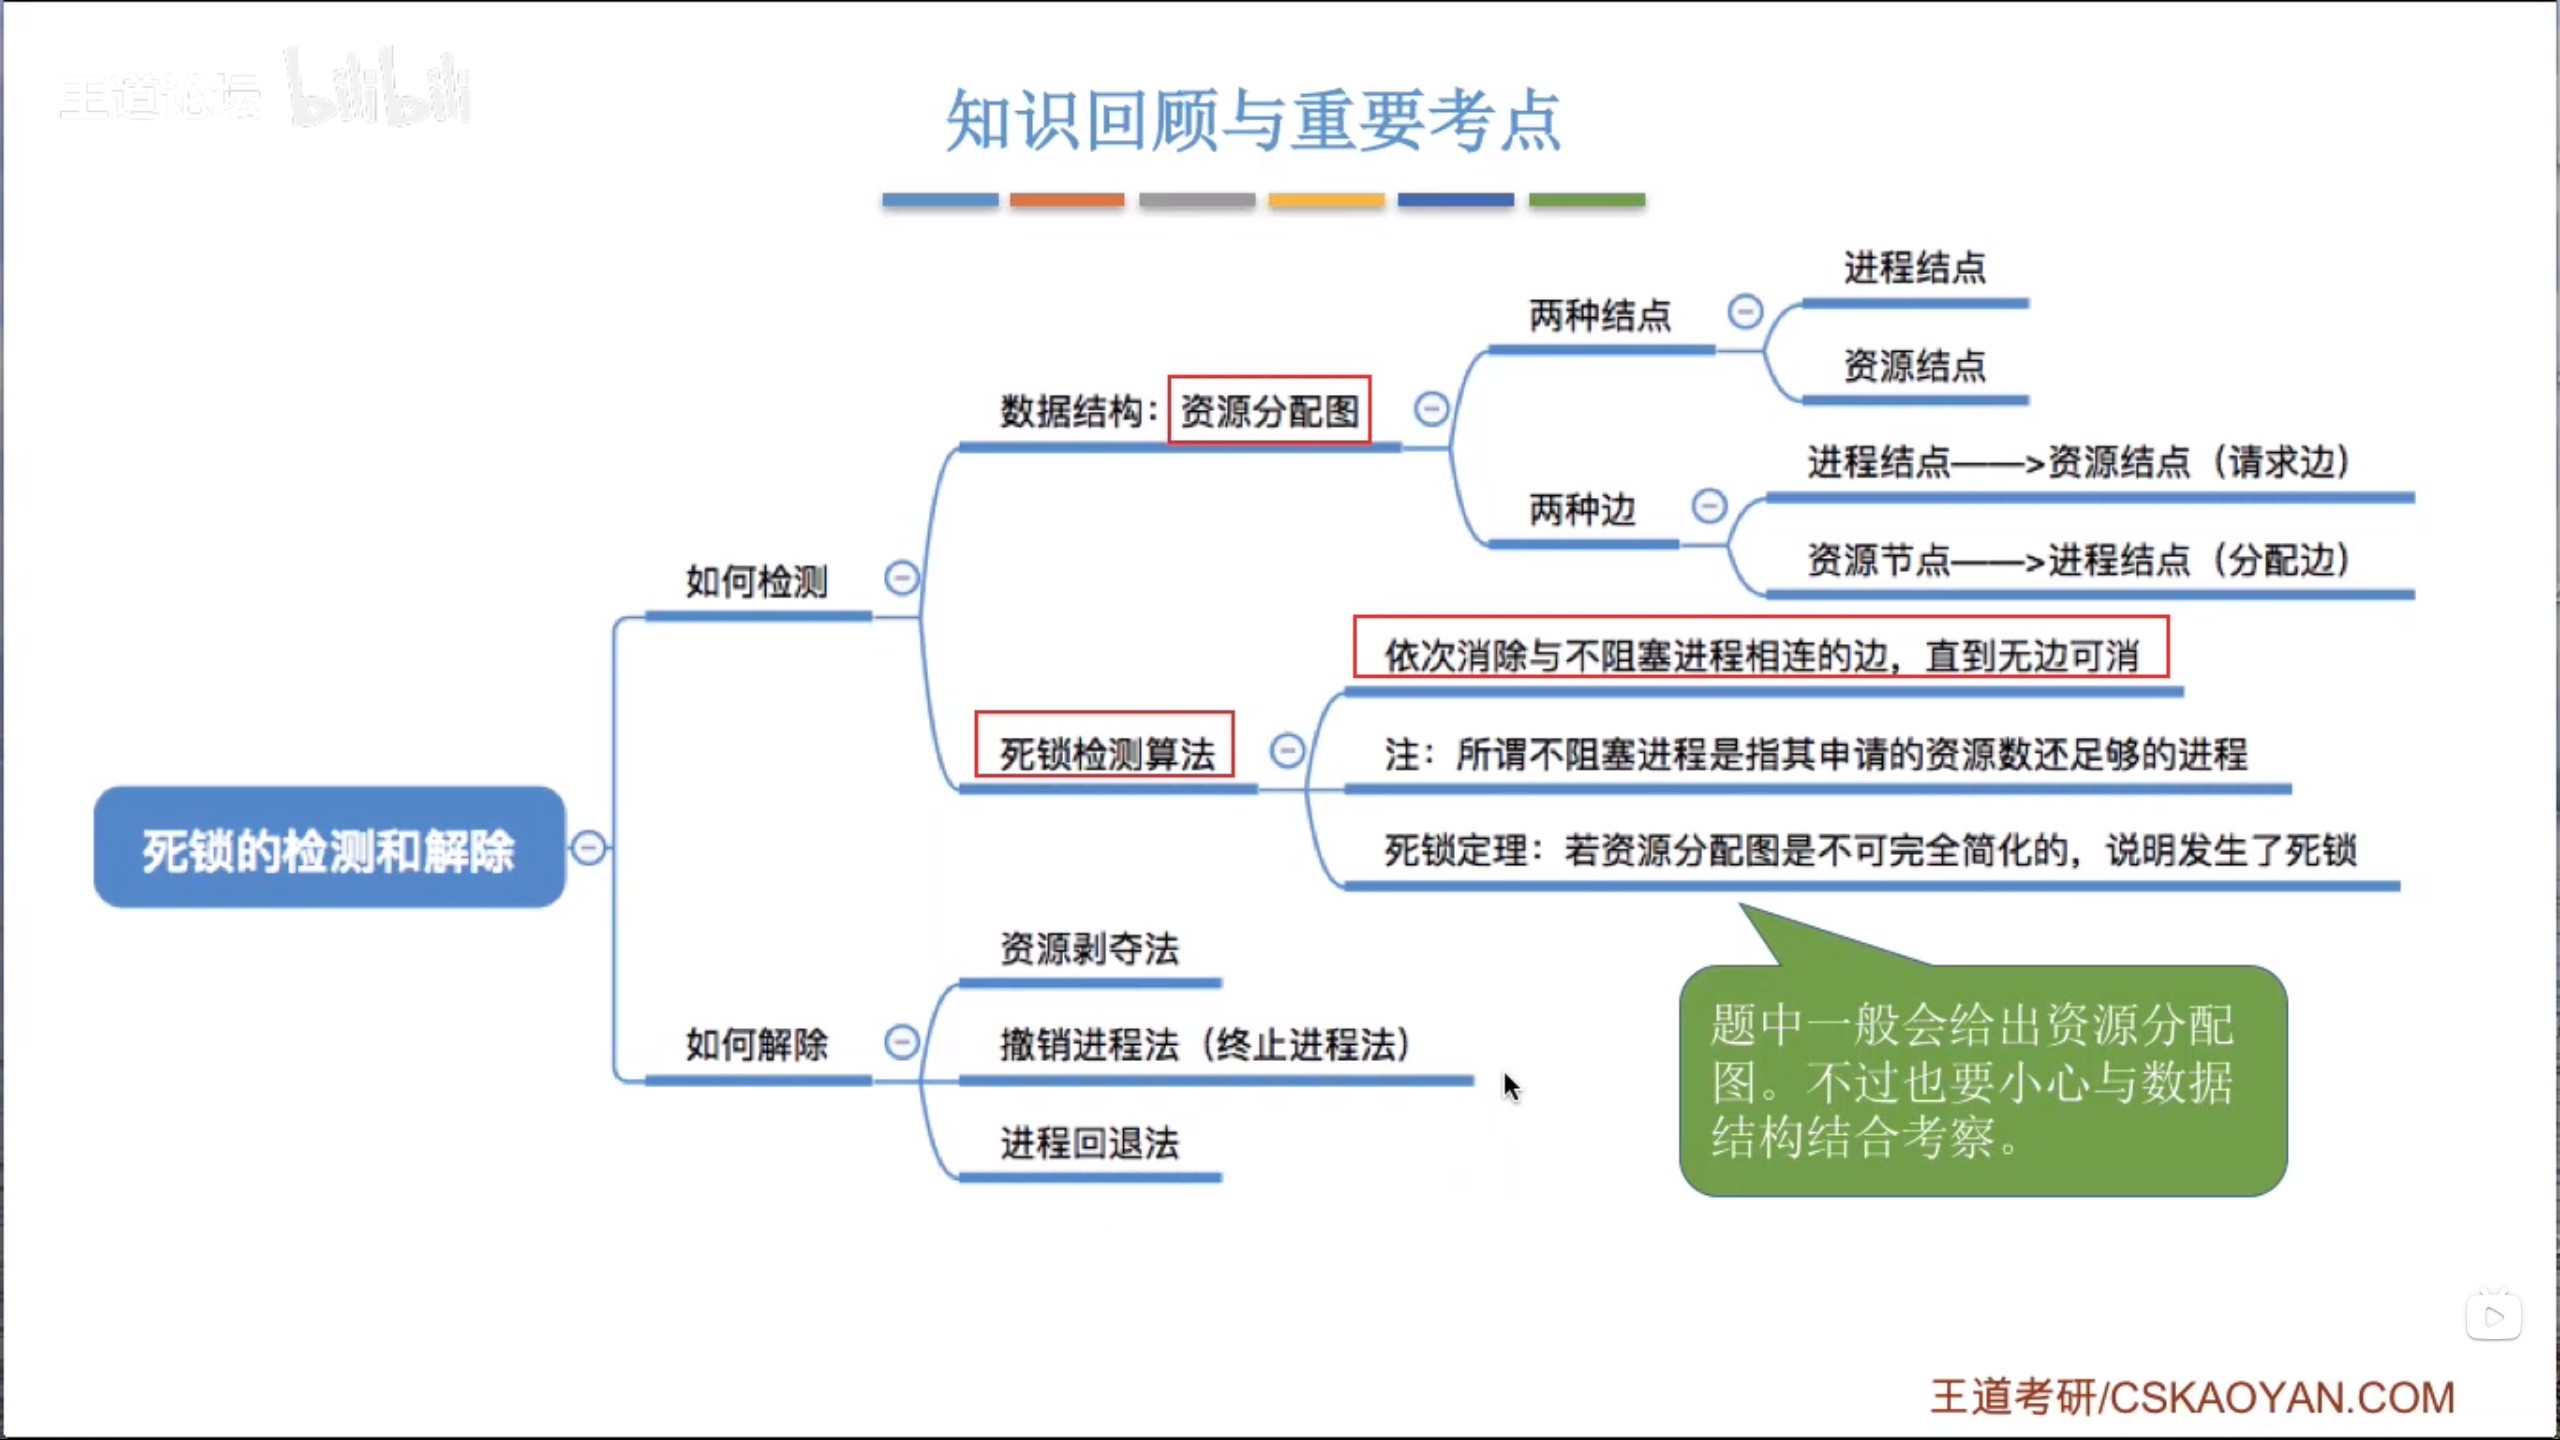 王道论坛 bilibili
知识回顾与重要考点
进程结点
两种结点
资源结点
数据结构：资源分配图
进程结点——>资源结点（请求边）
两种边
资源节点——>进程结点（分配边）
如何检测
依次消除与不阻塞进程相连的边，直到无边可消
死锁检测算法
注：所谓不阻塞进程是指其申请的资源数还足够的进程
死锁定理：若资源分配图是不可完全简化的，说明发生了死锁
死锁的检测和解除
资源剥夺法
如何解除
撤销进程法（终止进程法）
进程回退法
题中一般会给出资源分配
图。不过也要小心与数据
结构结合考察。
王道考研/CSKAOYAN.COM